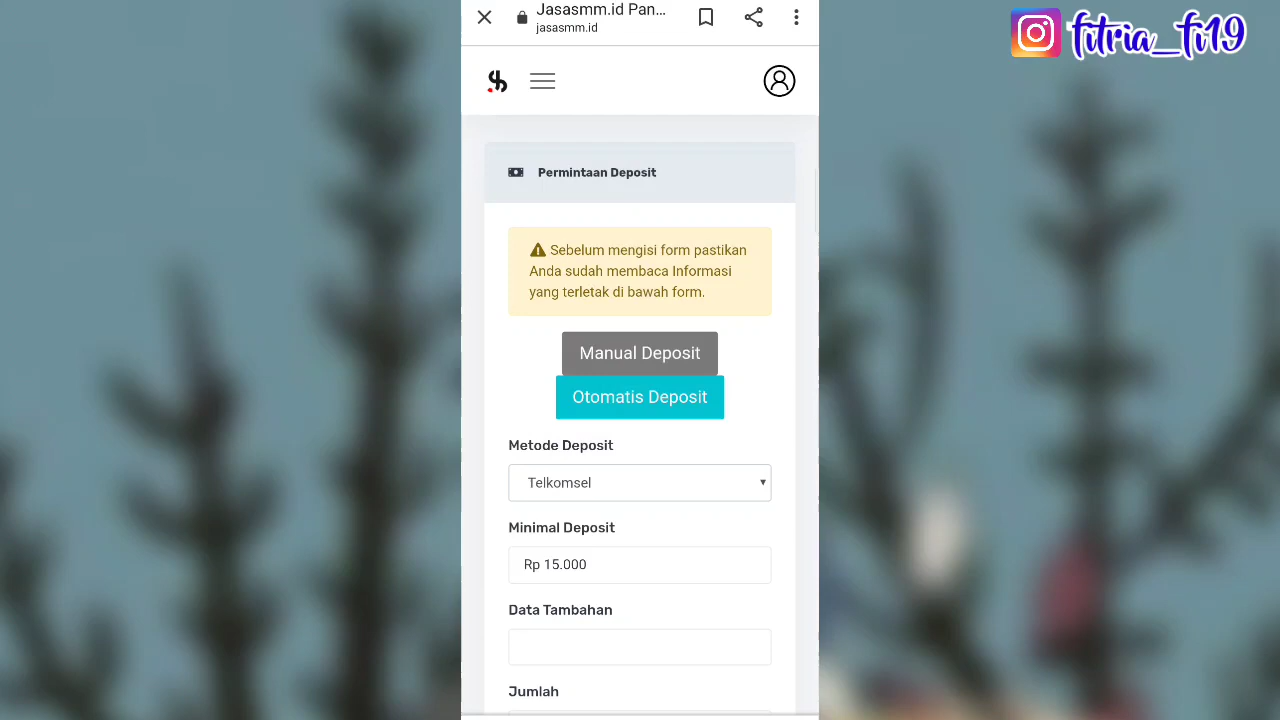 Jasasmm.id Pan...
jasasmm.id
fitria_fi19
Permintaan Deposit
Sebelum mengisi form pastikan
Anda sudah membaca Informasi
yang terletak di bawah form.
Manual Deposit
Otomatis Deposit
Metode Deposit
Telkomsel
Minimal Deposit
Rp 15.000
Data Tambahan
Jumlah